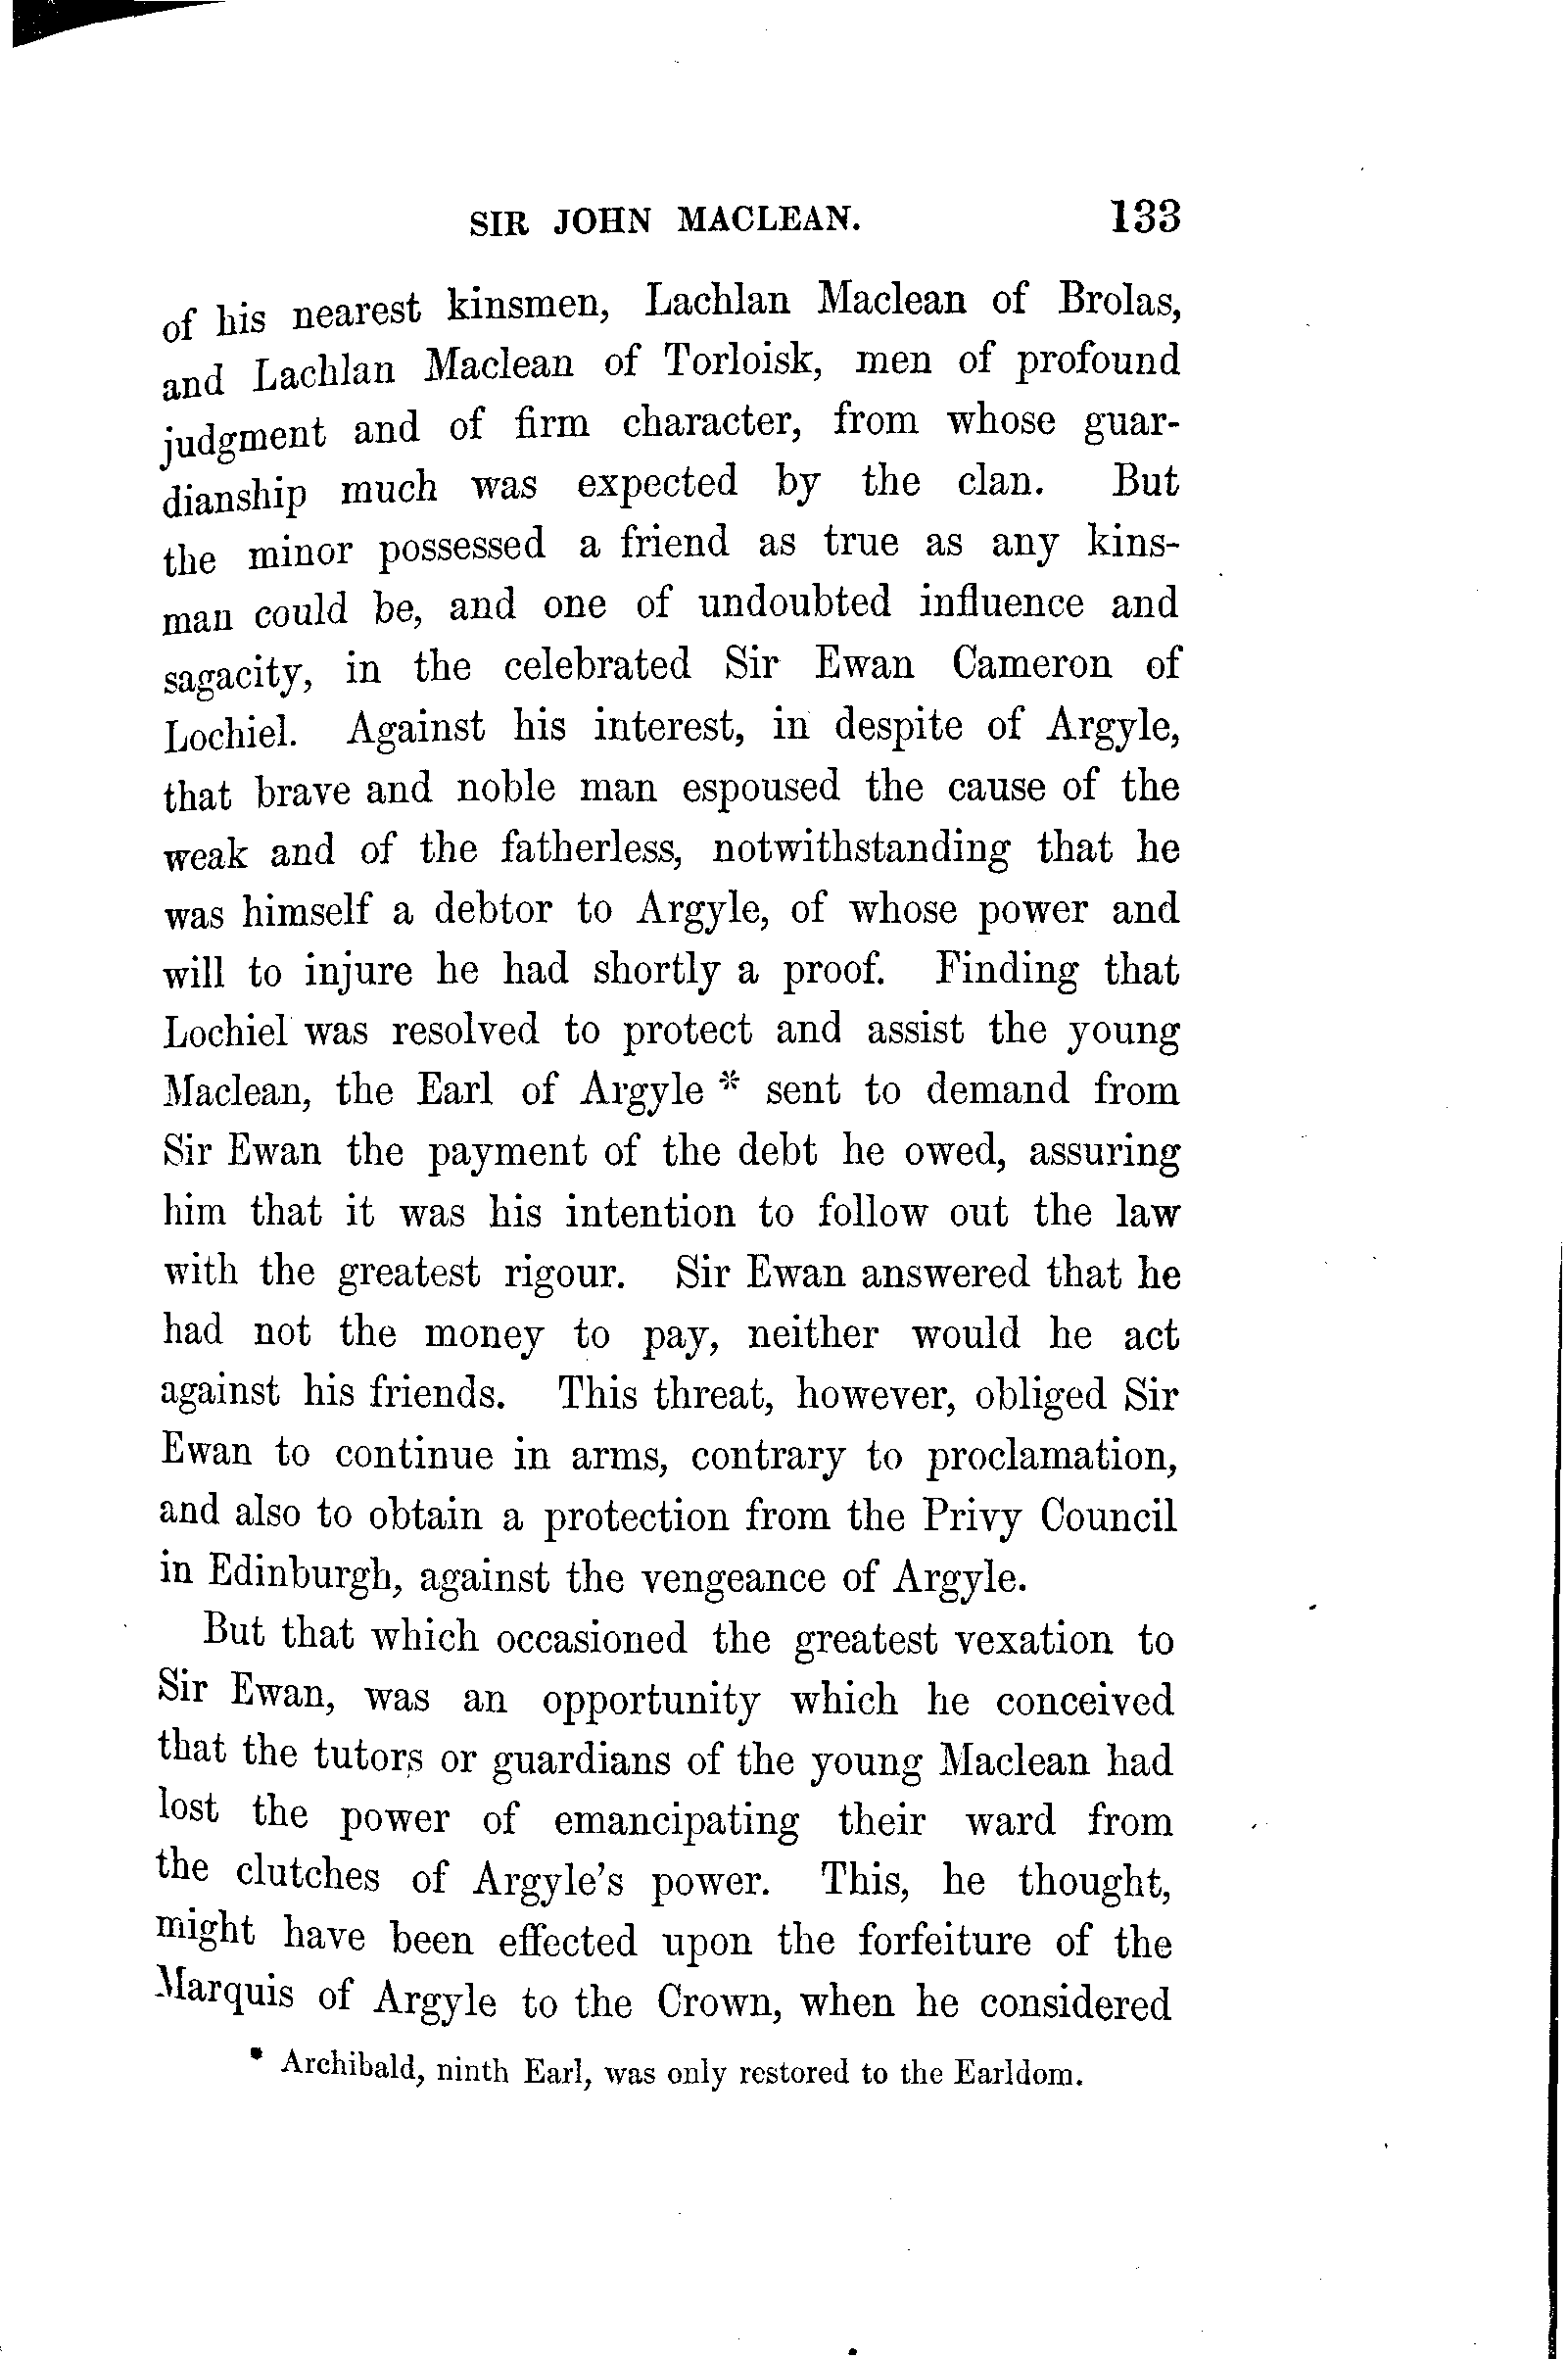 SIR JOHN MACLEAN. 133
of his nearest kinsmen, Lachlan Maclean of Brolas,
and Lachlan Maclean of Torloisk, men of profound
judgment and of firm character, from whose guar-
dianship much was expected by the clan. But
the minor possessed a friend as true as any kins-
man could be, and one of undoubted influence and
sagacity, in the celebrated Sir Ewan Cameron of
Lochiel. Against his interest, in despite of Argyle,
that brave and noble man espoused the cause of the
weak and of the fatherless, notwithstanding that he
was himself a debtor to Argyle, of whose power and
will to injure he had shortly a proof. Finding that
Lochiel was resolved to protect and assist the young
Maclean, the Earl of Argyle * sent to demand from
Sir Ewan the payment of the debt he owed, assuring
him that it was his intention to follow out the law
with the greatest rigour. Sir Ewan answered that he
had not the money to pay, neither would he act
against his friends. This threat, however, obliged Sir
Ewan to continue in arms, contrary to proclamation,
and also to obtain a protection from the Privy Council
in Edinburgh, against the vengeance of Argyle.
But that which occasioned the greatest vexation to
Sir Ewan, was an opportunity which he conceived
that the tutors or guardians of the young Maclean had
lost the power of emancipating their ward from
the clutches of Argyle's power. This, he thought,
might have been effected upon the forfeiture of the
Marquis of Argyle to the Crown, when he considered
* Archibald, ninth Earl, was only restored to the Earldom.